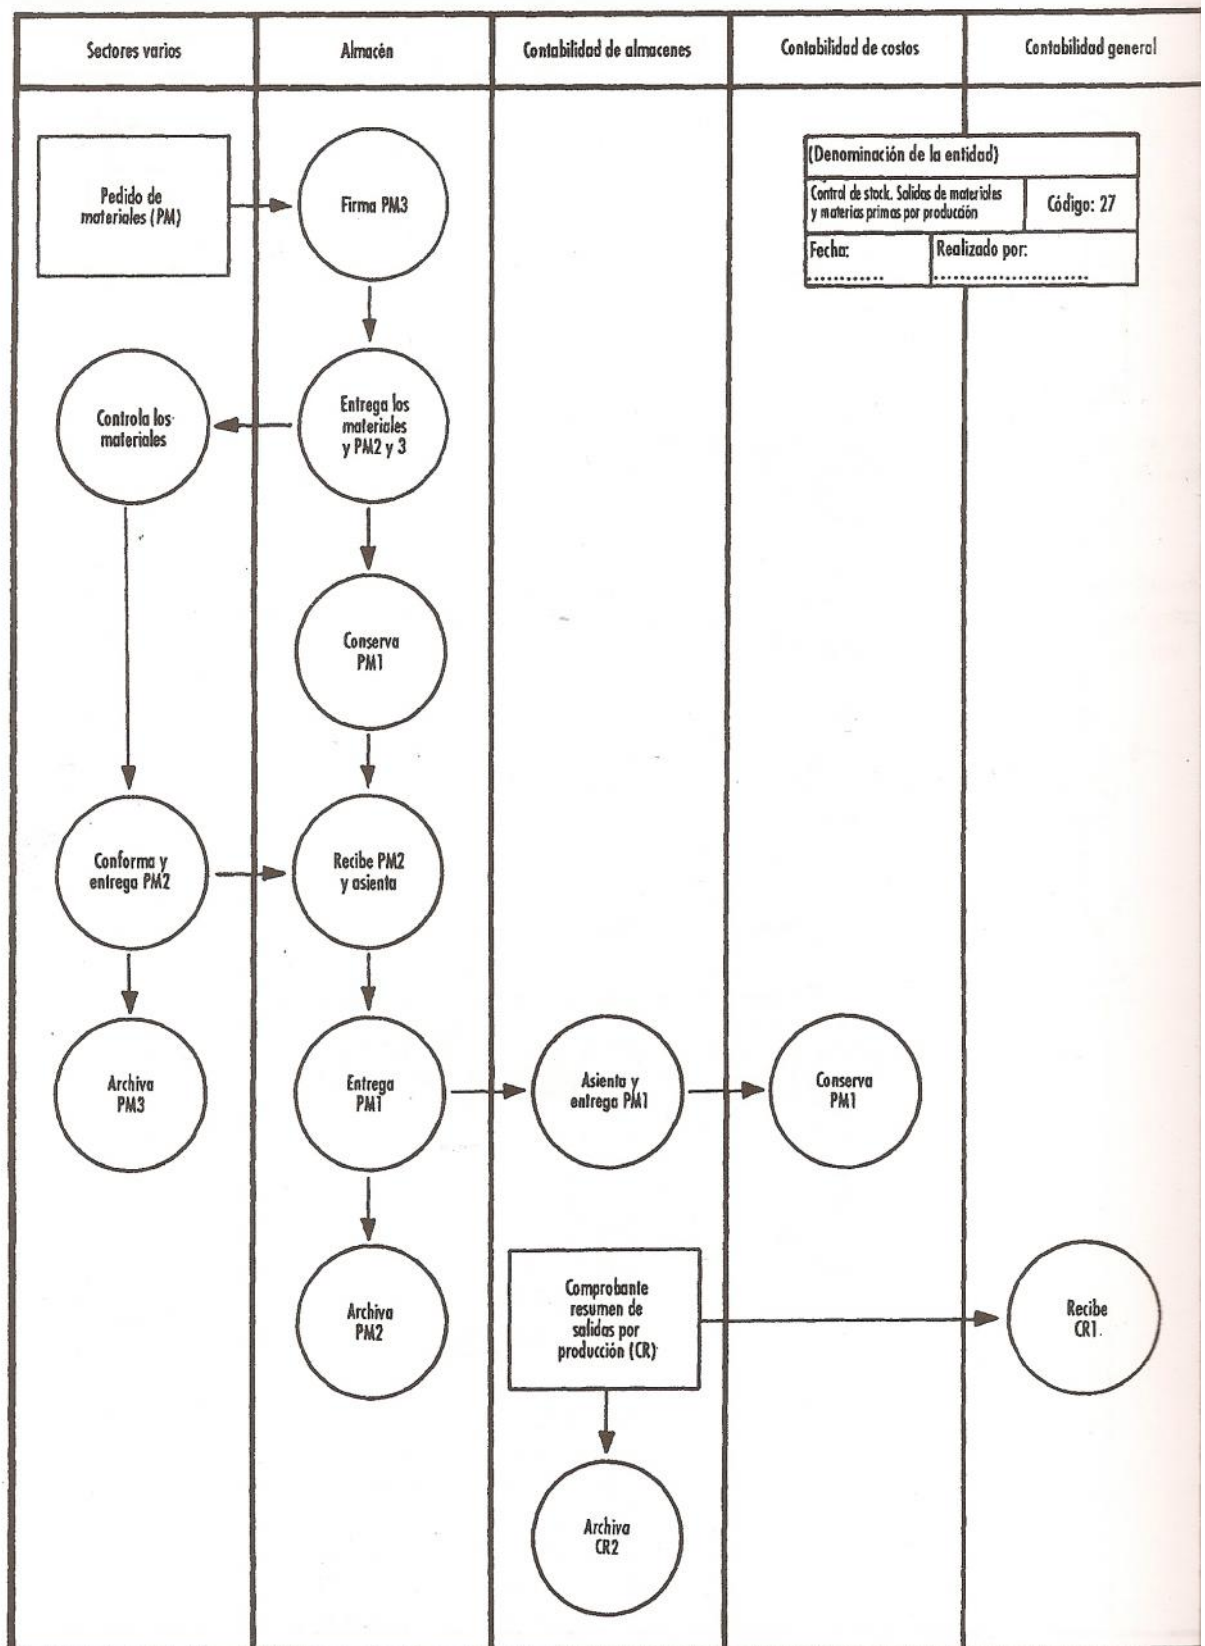 Sectores varios
Almacén
Contabilidad de almacenes
Contabilidad de costos
Contabilidad general
(Denominación de la entidad)
Control de stock. Salidas de materiales
y materias primas por producción
Código: 27
Fecha:
............
Realizado por:
........................
Pedido de
materiales (PM)
Firma PM3
Controla los
materiales
Entrega los
materiales
y PM2 y 3
Conserva
PM1
Conforma y
entrega PM2
Recibe PM2
y asienta
Archiva
PM3
Entrega
PM1
Asienta y
entrega PM1
Conserva
PM1
Archiva
PM2
Comprobante
resumen de
salidas por
producción (CR)
Recibe
CR1.
Archiva
CR2